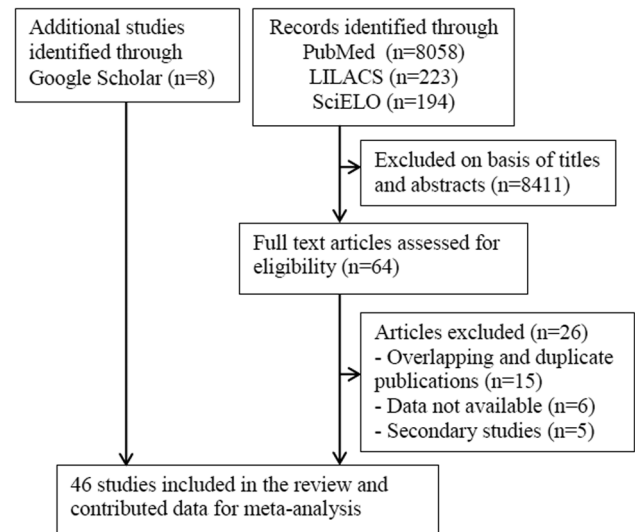 Additional studies
identified through
Google Scholar (n=8)
Records identified through
PubMed (n=8058)
LILACS (n=223)
SciELO (n=194)
Excluded on basis of titles
and abstracts (n=8411)
Full text articles assessed for
eligibility (n=64)
Articles excluded (n=26)
- Overlapping and duplicate
publications (n=15)
- Data not available (n=6)
- Secondary studies (n=5)
46 studies included in the review and
contributed data for meta-analysis